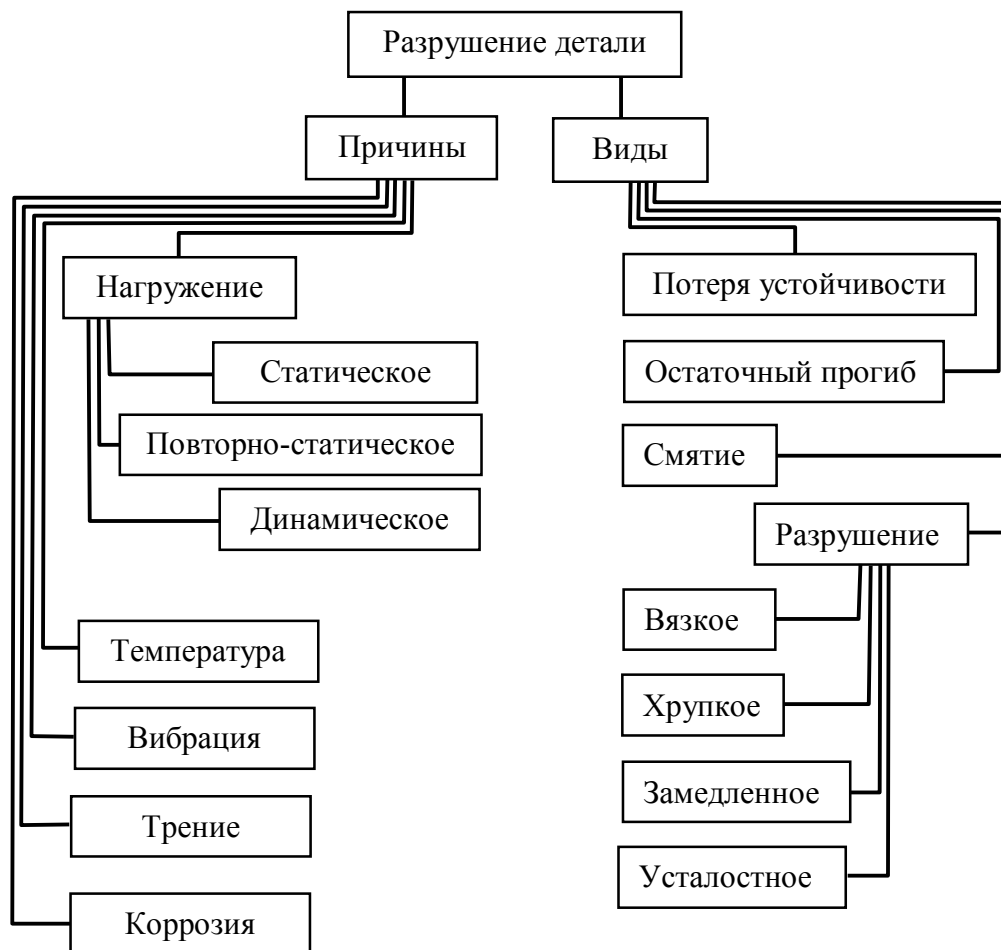 Разрушение детали
Причины
Виды
Нагружение
Статическое
Повторно-статическое
Динамическое
Температура
Вибрация
Трение
Коррозия
Потеря устойчивости
Остаточный прогиб
Смятие
Разрушение
Вязкое
Хрупкое
Замедленное
Усталостное